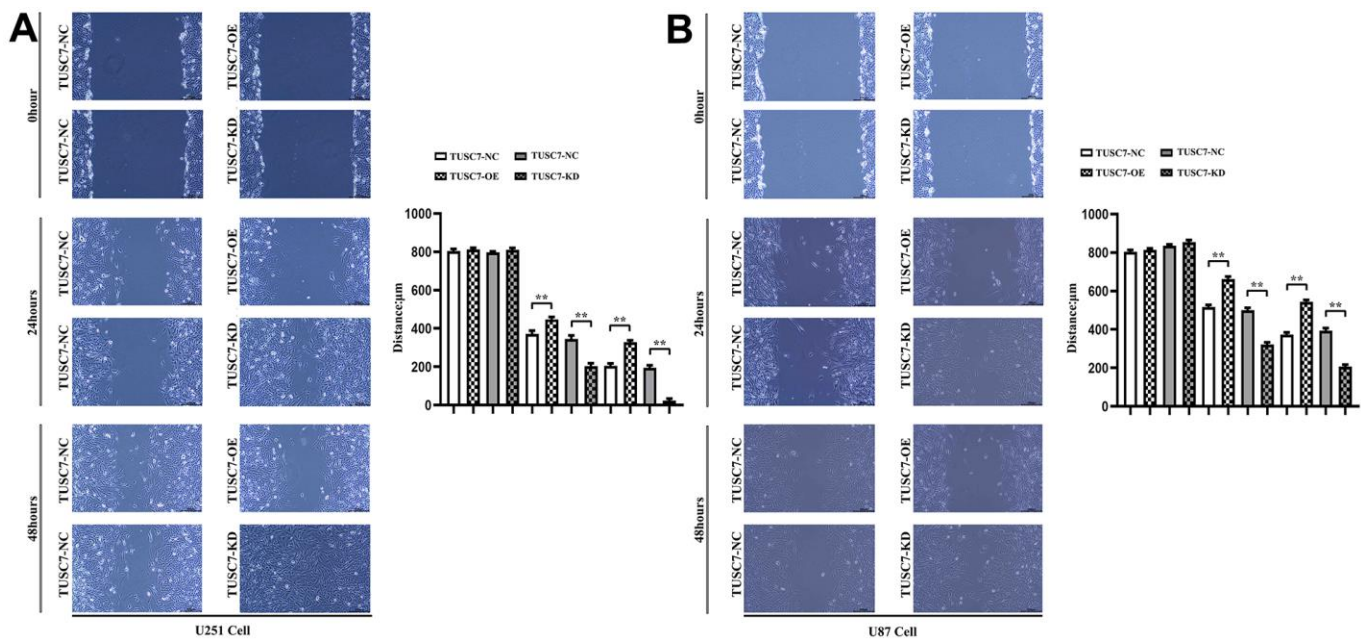 A
0hour
TUSC7-NC
TUSC7-OE
TUSC7-NC
TUSC7-KD
24hours
TUSC7-NC
TUSC7-OE
TUSC7-NC
TUSC7-KD
48hours
TUSC7-NC
TUSC7-OE
TUSC7-NC
TUSC7-KD
U251 Cell
TUSC7-NC TUSC7-NC
TUSC7-OE TUSC7-KD
Distance:μm
1000
800
600
400
200
0
** ** ** **
B
0hour
TUSC7-NC
TUSC7-OE
TUSC7-NC
TUSC7-KD
24hours
TUSC7-NC
TUSC7-OE
TUSC7-NC
TUSC7-KD
48hours
TUSC7-NC
TUSC7-OE
TUSC7-NC
TUSC7-KD
U87 Cell
TUSC7-NC TUSC7-NC
TUSC7-OE TUSC7-KD
Distance:μm
1000
800
600
400
200
0
** ** ** **